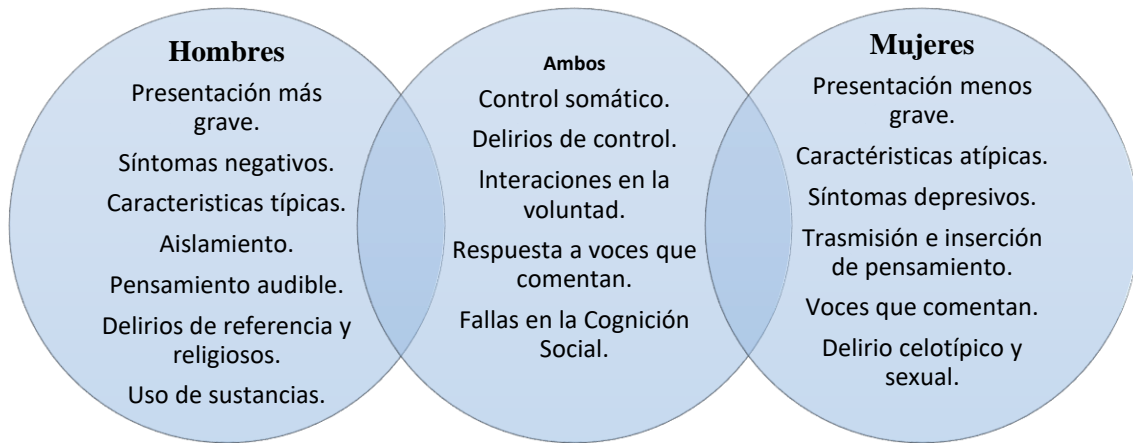 Hombres
Presentación más
grave.
Síntomas negativos.
Caracteristicas típicas.
Aislamiento.
Pensamiento audible.
Delirios de referencia y
religiosos.
Uso de sustancias.
Ambos
Control somático.
Delirios de control.
Interaciones en la
voluntad.
Respuesta a voces que
comentan.
Fallas en la Cognición
Social.
Mujeres
Presentación menos
grave.
Caractéristicas atípicas.
Síntomas depresivos.
Trasmisión e inserción
de pensamiento.
Voces que comentan.
Delirio celotípico y
sexual.